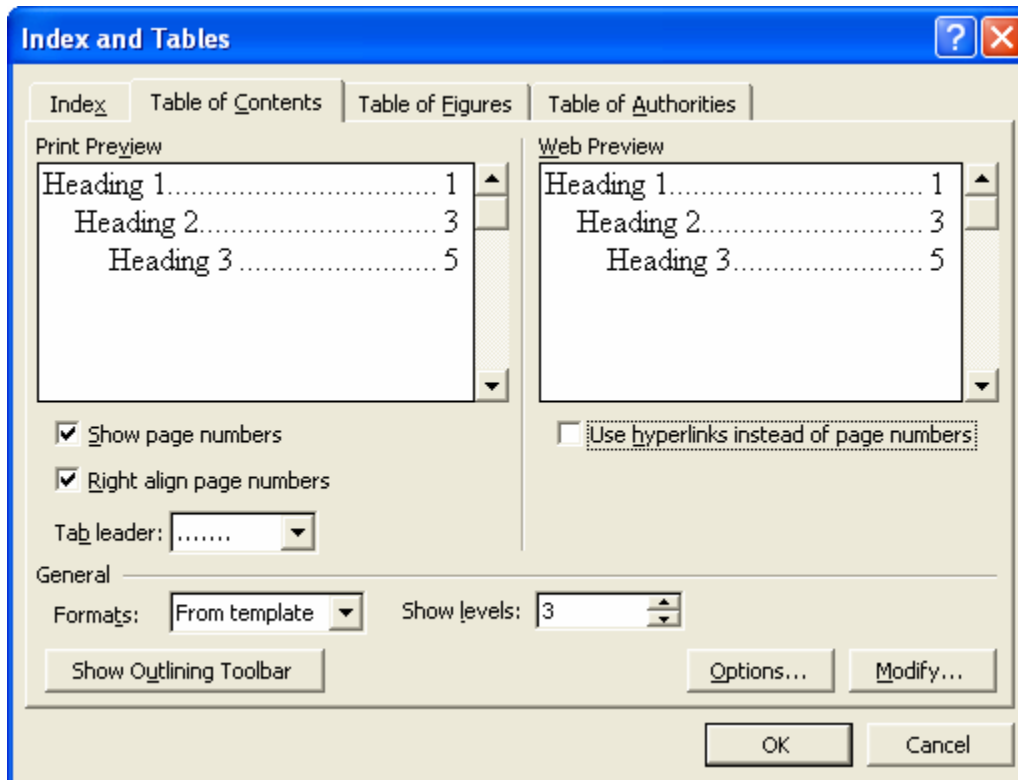 Index and Tables
Index
Table of Contents
Table of Figures
Table of Authorities
Print Preview
Heading 1................................ 1
Heading 2............................. 3
Heading 3 ........................ 5
Show page numbers
Right align page numbers
Tab leader: .......
Web Preview
Heading 1................................ 1
Heading 2............................. 3
Heading 3........................ 5
Use hyperlinks instead of page numbers
General
Formats: From template
Show levels: 3
Show Outlining Toolbar
Options...
Modify...
OK
Cancel